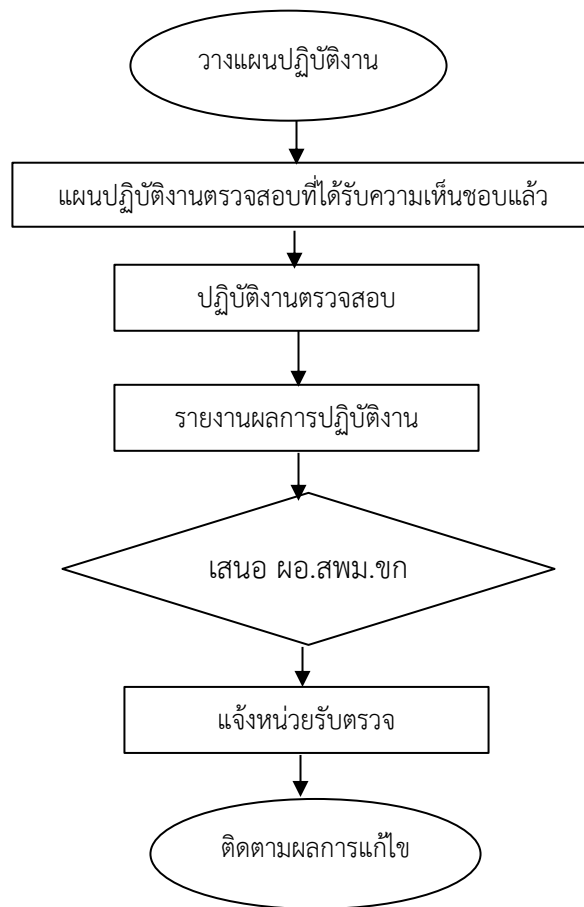 วางแผนปฏิบัติงาน
แผนปฏิบัติงานตรวจสอบที่ได้รับความเห็นชอบแล้ว
ปฏิบัติงานตรวจสอบ
รายงานผลการปฏิบัติงาน
เสนอ ผอ.สพม.ขก
แจ้งหน่วยรับตรวจ
ติดตามผลการแก้ไข